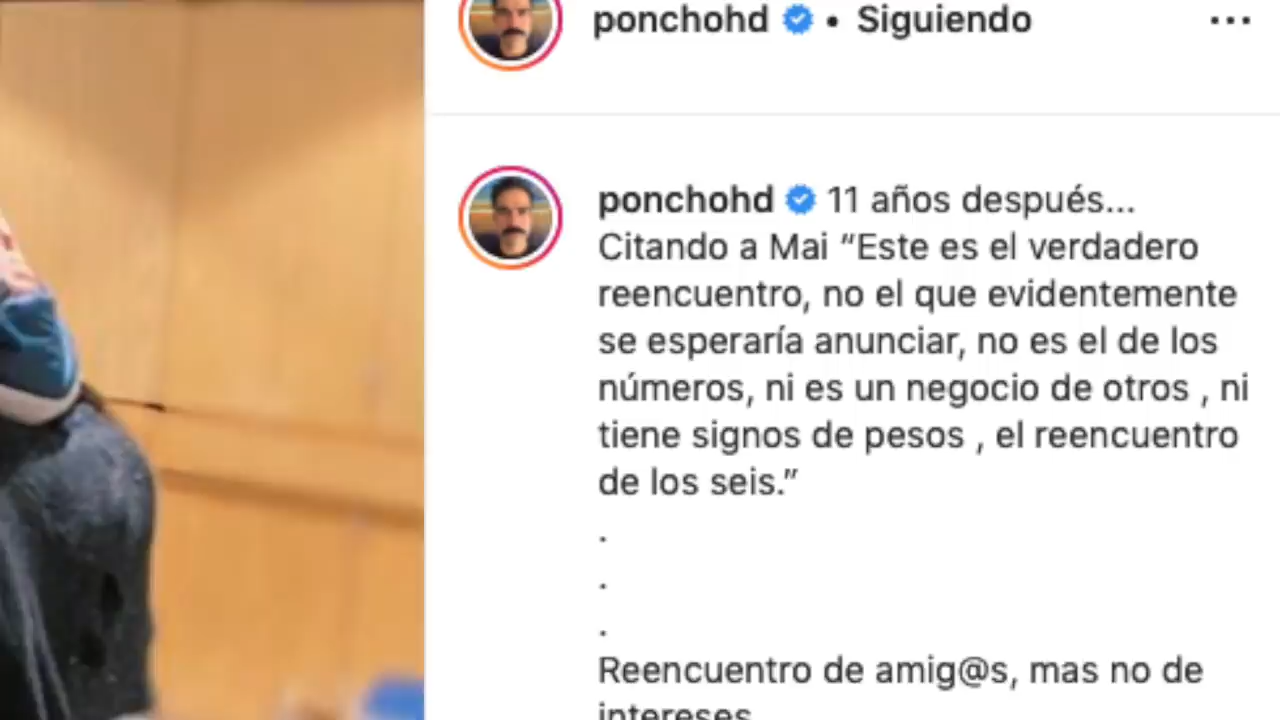 ponchohd • Siguiendo
ponchohd 11 años después...
Citando a Mai “Este es el verdadero
reencuentro, no el que evidentemente
se esperaría anunciar, no es el de los
números, ni es un negocio de otros , ni
tiene signos de pesos , el reencuentro
de los seis.”
.
.
.
Reencuentro de amig@s, mas no de
intereses